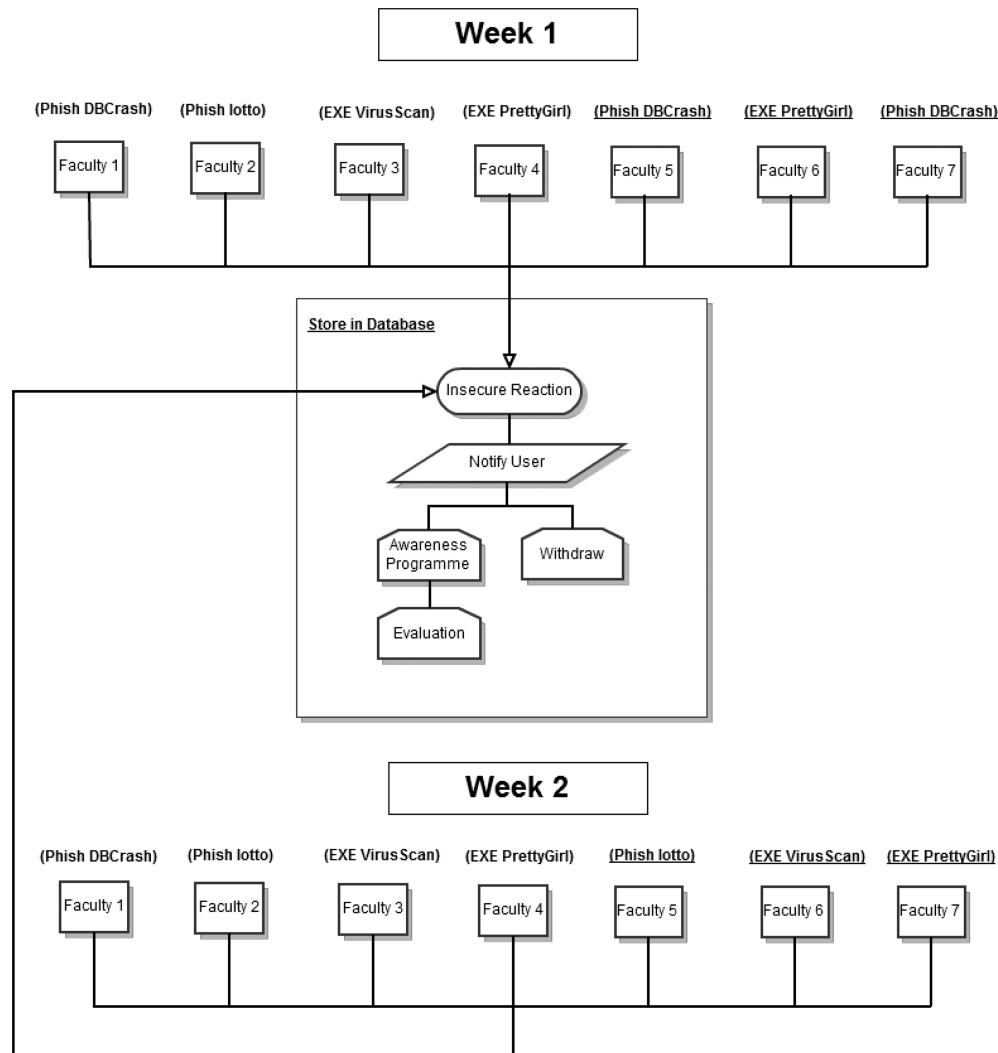 Week 1
(Phish DBCrash) (Phish lotto) (EXE VirusScan) (EXE PrettyGirl) (Phish DBCrash) (EXE PrettyGirl) (Phish DBCrash)
Faculty 1 Faculty 2 Faculty 3 Faculty 4 Faculty 5 Faculty 6 Faculty 7
Store in Database
Insecure Reaction
Notify User
Awareness
Programme
Withdraw
Evaluation
Week 2
(Phish DBCrash) (Phish lotto) (EXE VirusScan) (EXE PrettyGirl) (Phish lotto) (EXE VirusScan) (EXE PrettyGirl)
Faculty 1 Faculty 2 Faculty 3 Faculty 4 Faculty 5 Faculty 6 Faculty 7